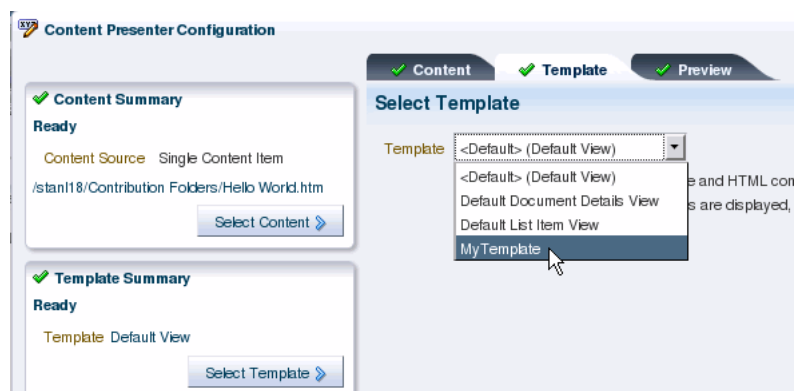 Content Presenter Configuration
Content
Template
Preview
Content Summary
Ready
Content Source Single Content Item
/stanl18/Contribution Folders/Hello World.htm
Select Content
Template Summary
Ready
Template Default View
Select Template
Select Template
Template <Default> (Default View)
<Default> (Default View)
Default Document Details View
Default List Item View
MyTemplate
e and HTML con
s are displayed,